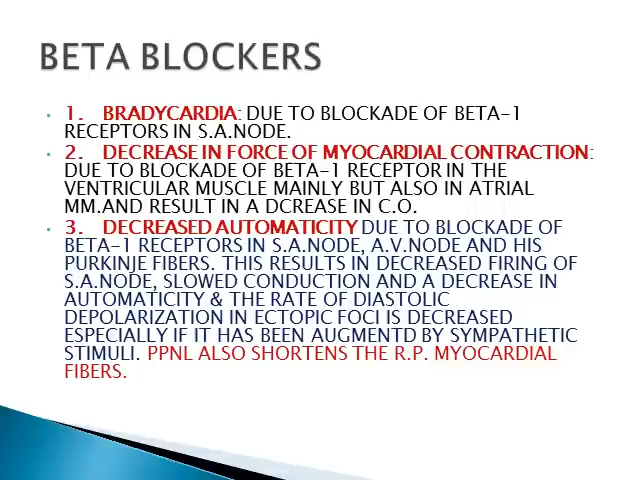 BETA BLOCKERS
1. BRADYCARDIA: DUE TO BLOCKADE OF BETA-1
RECEPTORS IN S.A.NODE.
2. DECREASE IN FORCE OF MYOCARDIAL CONTRACTION:
DUE TO BLOCKADE OF BETA-1 RECEPTOR IN THE
VENTRICULAR MUSCLE MAINLY BUT ALSO IN ATRIAL
MM.AND RESULT IN A DCREASE IN C.O.
3. DECREASED AUTOMATICITY DUE TO BLOCKADE OF
BETA-1 RECEPTORS IN S.A.NODE, A.V.NODE AND HIS
PURKINJE FIBERS. THIS RESULTS IN DECREASED FIRING OF
S.A.NODE, SLOWED CONDUCTION AND A DECREASE IN
AUTOMATICITY & THE RATE OF DIASTOLIC
DEPOLARIZATION IN ECTOPIC FOCI IS DECREASED
ESPECIALLY IF IT HAS BEEN AUGMENTD BY SYMPATHETIC
STIMULI. PPNL ALSO SHORTENS THE R.P. MYOCARDIAL
FIBERS.